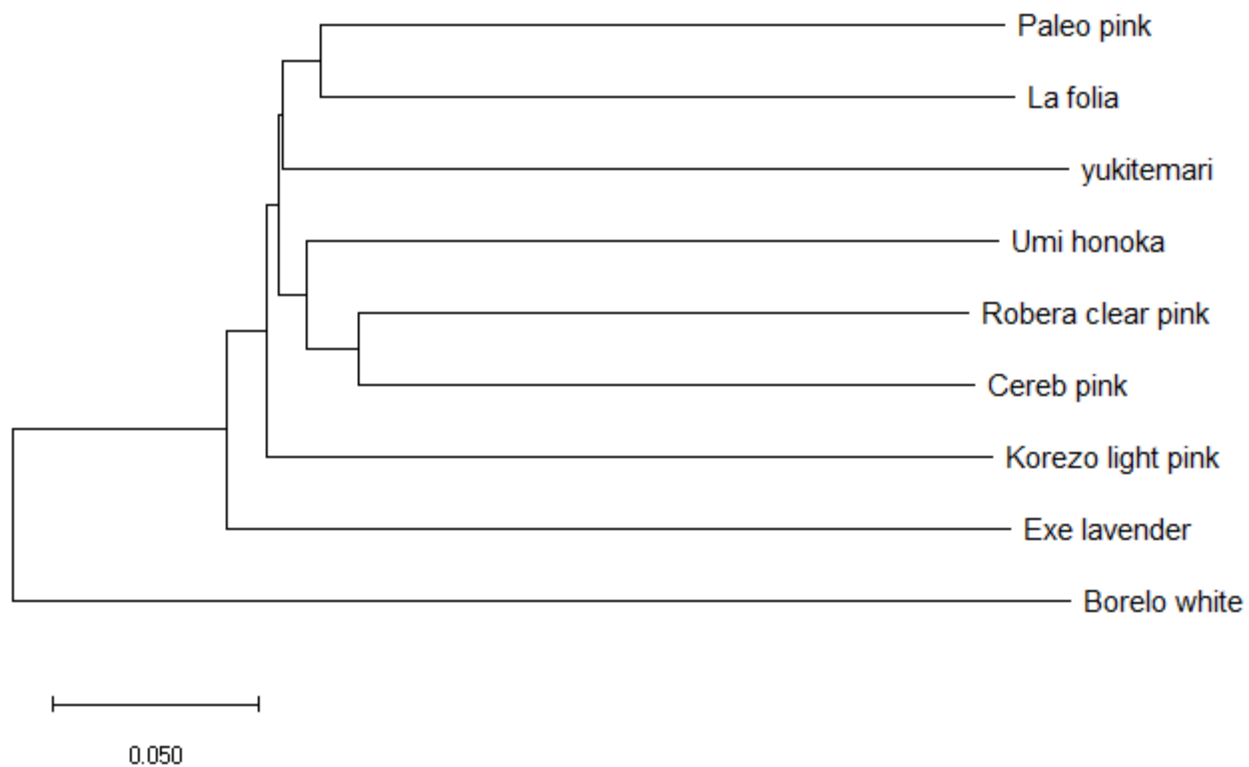 Paleo pink
La folia
yukitemari
Umi honoka
Robera clear pink
Cereb pink
Korezo light pink
Exe lavender
Borelo white
0.050